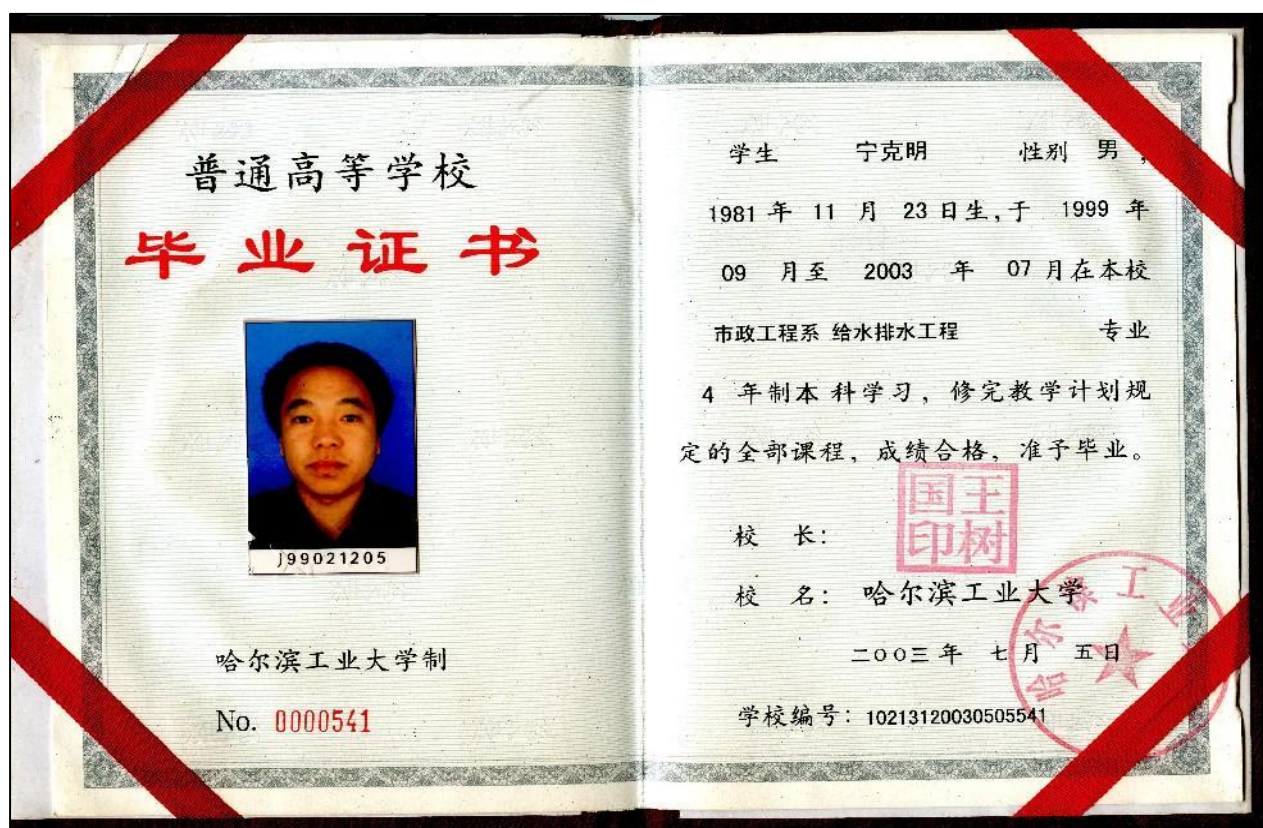 普通高等学校
毕业证书
J99021205
哈尔滨工业大学制
No. 0000541
学生 宁克明 性别 男,
1981 年 11 月 23 日生,于 1999 年
09 月至 2003 年 07 月在本校
市政工程系 给水排水工程 专业
4 年制本科学习,修完教学计划规
定的全部课程、成绩合格、准予毕业。
校 长:
王树国印
校 名: 哈尔滨工业大学
二〇〇三年 七月 五日
学校编号: 10213120030505541
哈尔滨工业